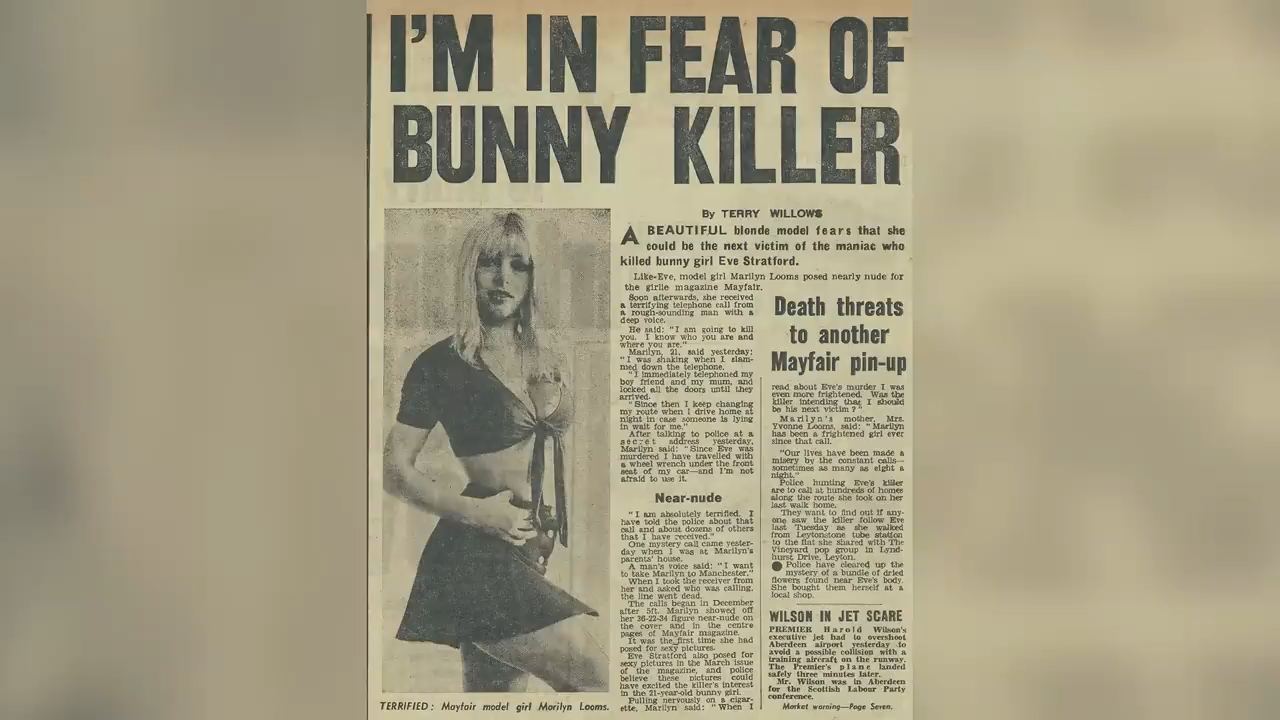 I'M IN FEAR OF
BUNNY KILLER
By TERRY WILLOWS
A BEAUTIFUL blonde model fears that she
could be the next victim of the maniac who
killed bunny girl Eve Stratford.
Like Eve, model girl Marilyn Looms posed nearly nude for
the girlie magazine Mayfair.
Soon afterwards, she received
a terrifying telephone call from
a rough-sounding man with a
deep voice.
He said: "I am going to kill
you. I know who you are and
where you are."
Marilyn, 21, said yesterday:
"I was shaking when I slam-
med down the telephone.
"I immediately telephoned my
boy friend and my mum, and
locked all the doors until they
arrived.
"Since then I keep changing
my route when I drive home at
night in case someone is lying
in wait for me."
After talking to police at a
secret address yesterday,
Marilyn said: "Since Eve was
murdered I have travelled with
a wheel wrench under the front
seat of my car—and I'm not
afraid to use it.
Near-nude
"I am absolutely terrified. I
have told the police about that
call and about dozens of others
that I have received."
One mystery call came yester-
day when I was at Marilyn's
parents' house.
A man's voice said: "I want
to take Marilyn to Manchester."
When I took the receiver from
her and asked who was calling,
the line went dead.
The calls began in December
after 5ft. Marilyn showed off
her 36-22-34 figure near-nude on
the cover and in the centre
pages of Mayfair magazine.
It was the first time she had
posed for sexy pictures.
Eve Stratford also posed for
sexy pictures in the March issue
of the magazine, and police
believe these pictures could
have excited the killer's interest
in the 21-year-old bunny girl.
Pulling nervously on a cigar-
ette, Marilyn said: "When I
Death threats
to another
Mayfair pin-up
read about Eve's murder I was
even more frightened. Was the
killer intending that I should
be his next victim?"
Marilyn's mother, Mrs.
Yvonne Looms, said: "Marilyn
has been a frightened girl ever
since that call.
"Our lives have been made a
misery by the constant calls—
sometimes as many as eight a
night."
Police hunting Eve's killer
are to call at hundreds of homes
along the route she took on her
last walk home.
They want to find out if any-
one saw the killer follow Eve
last Tuesday as she walked
from Leytonstone tube station
to the flat she shared with The
Vineyard pop group in Lynd-
hurst Drive, Leyton.
● Police have cleared up the
mystery of a bundle of dried
flowers found near Eve's body.
She bought them herself at a
local shop.
WILSON IN JET SCARE
PREMIER Harold Wilson's
executive jet had to overshoot
Aberdeen airport yesterday to
avoid a possible collision with a
training aircraft on the runway.
The Premier's plane landed
safely three minutes later.
Mr. Wilson was in Aberdeen
for the Scottish Labour Party
conference.
Market warning—Page Seven.
TERRIFIED: Mayfair model girl Marilyn Looms.